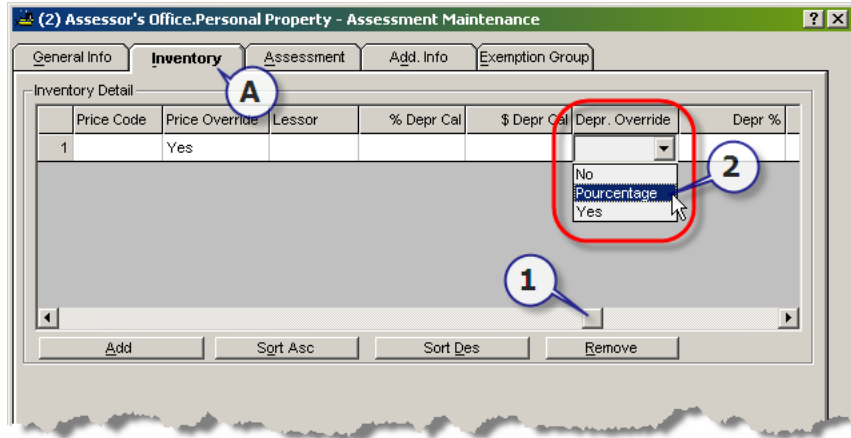 (2) Assessor's Office.Personal Property - Assessment Maintenance ? X
General Info Inventory Assessment Add. Info Exemption Group
A
Inventory Detail
Price Code Price Override Lessor % Depr Cal $ Depr Cal Depr. Override Depr %
1 Yes
No
Pourcentage
Yes
2
1
Add Sort Asc Sort Des Remove